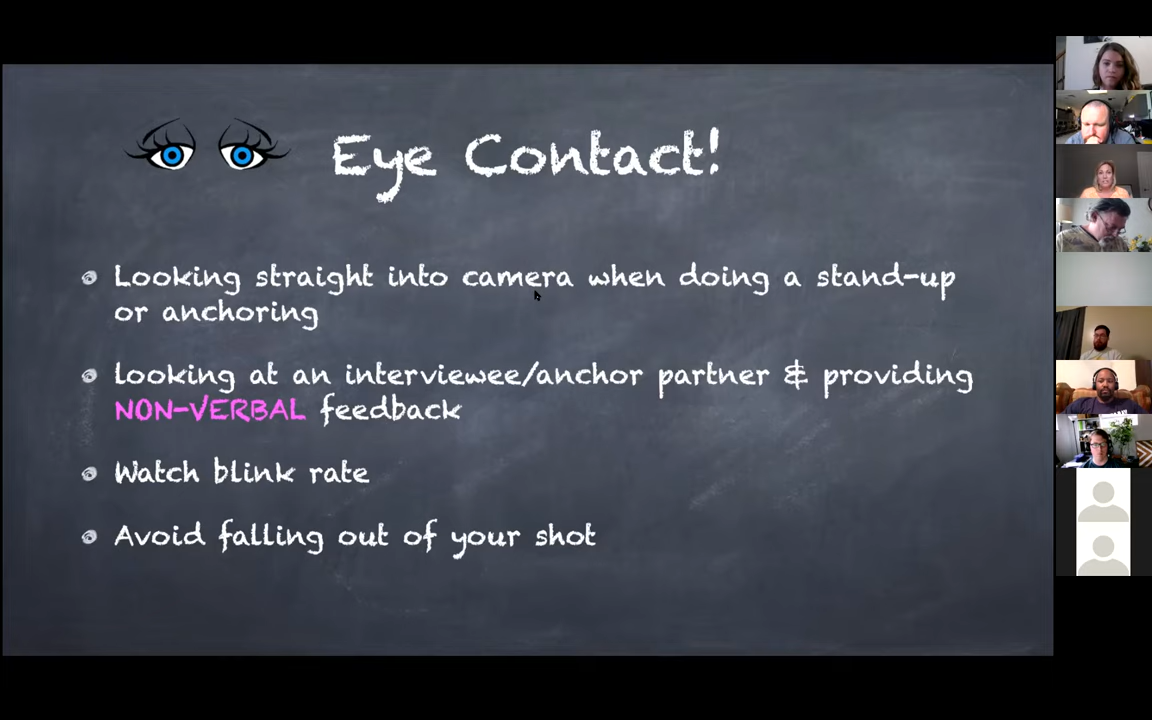 Eye Contact!
Looking straight into camera when doing a stand-up
or anchoring
Looking at an interviewee/anchor partner & providing
NON-VERBAL feedback
Watch blink rate
Avoid falling out of your shot